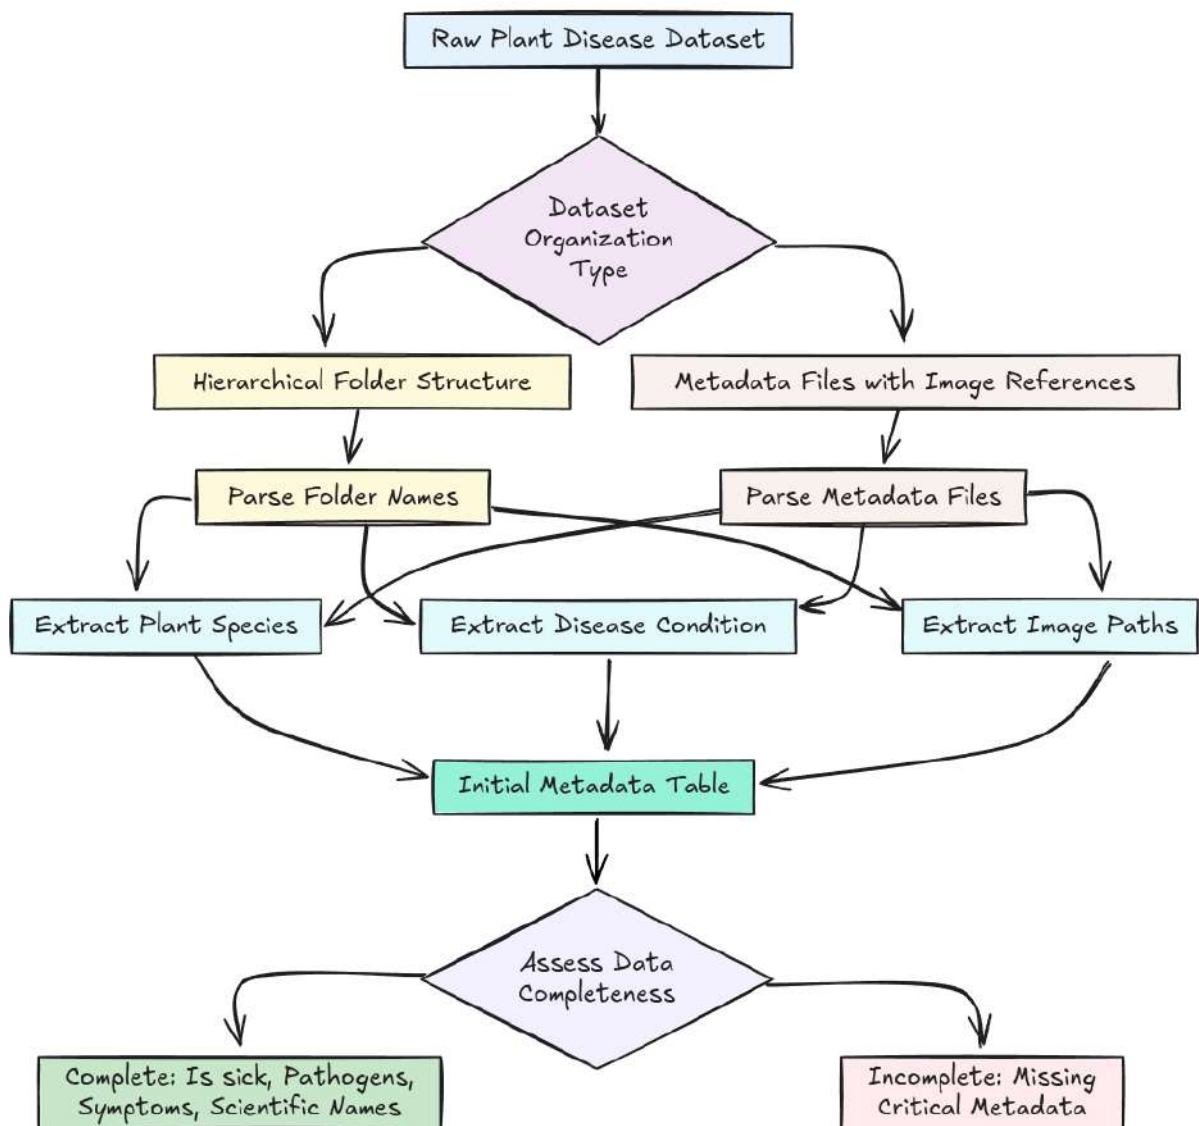 Raw Plant Disease Dataset
Dataset
Organization
Type
Hierarchical Folder Structure
Metadata Files with Image References
Parse Folder Names
Parse Metadata Files
Extract Plant Species
Extract Disease Condition
Extract Image Paths
Initial Metadata Table
Assess Data
Completeness
Complete: Is sick, Pathogens,
Symptoms, Scientific Names
Incomplete: Missing
Critical Metadata